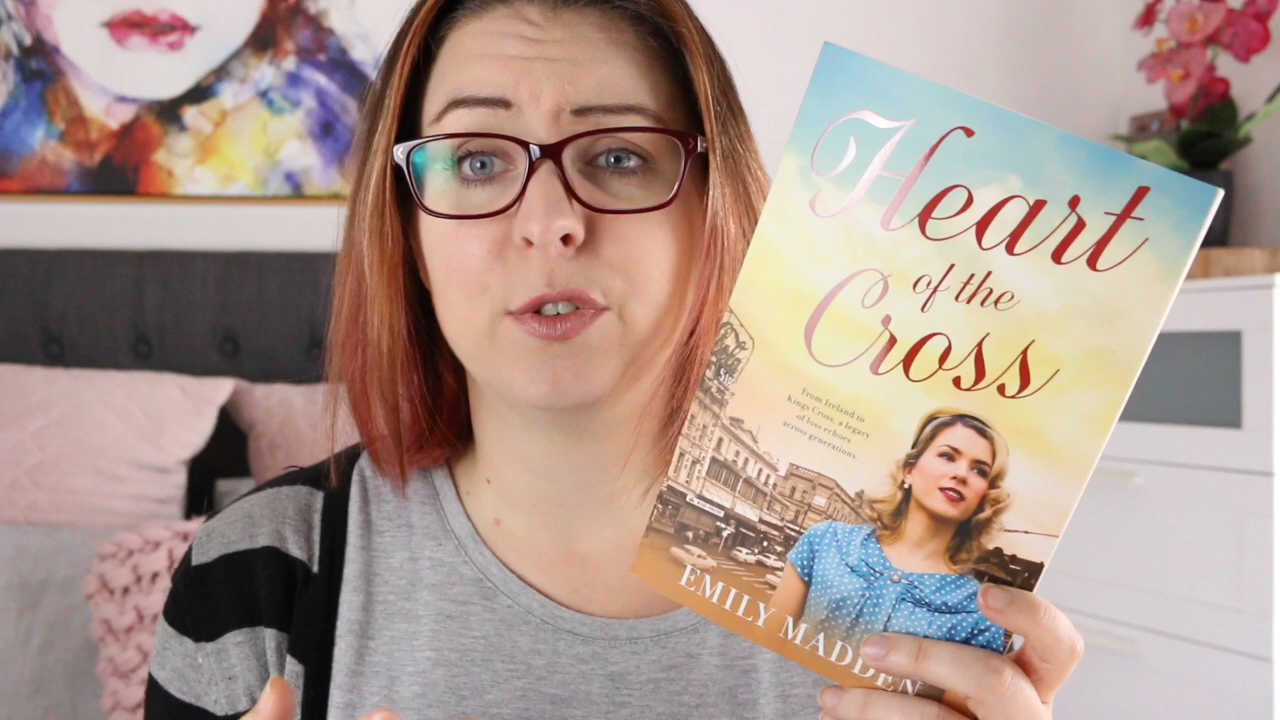 Heart
of the
Cross
From Ireland to
Kings Cross, a legacy
of loss echoes
across generations.
EMILY MADDEN